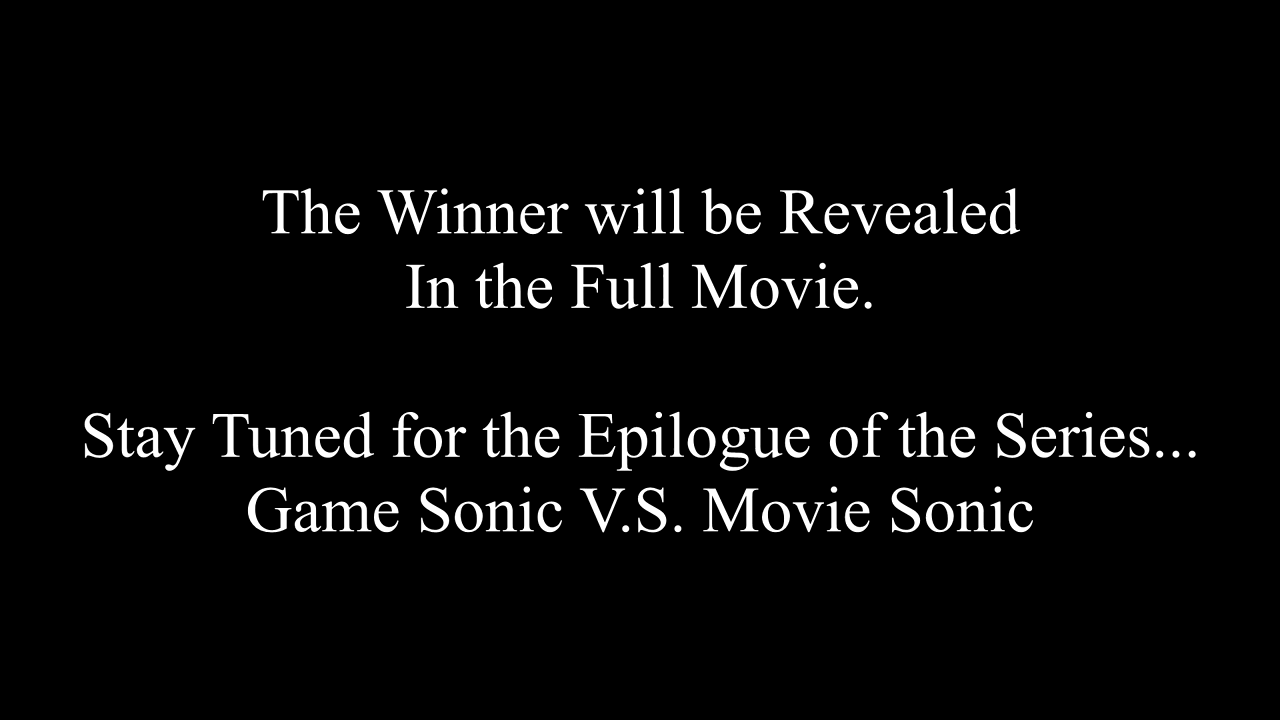 The Winner will be Revealed
In the Full Movie.
Stay Tuned for the Epilogue of the Series...
Game Sonic V.S. Movie Sonic